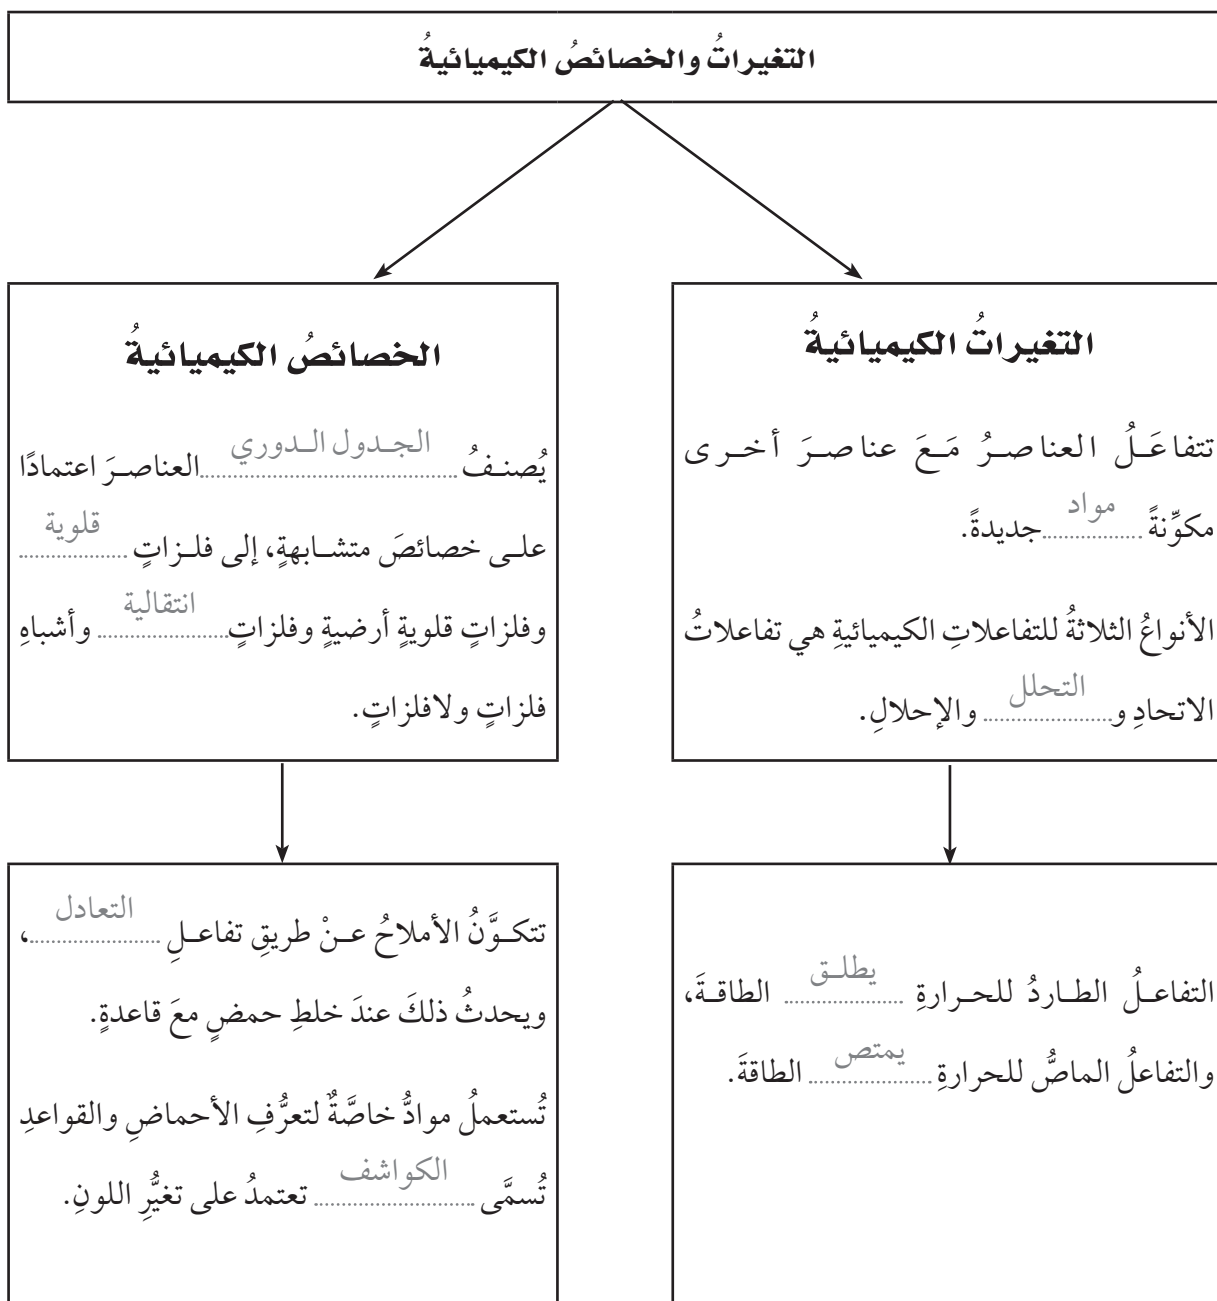 التغيراتُ والخصائصُ الكيميائيةُ
التغيراتُ الكيميائيةُ
تتفاعَلُ العناصرُ مَعَ عناصرَ أخرى
مكوِّنةً مواد جديدةً.
الأنواعُ الثلاثةُ للتفاعلاتِ الكيميائيةِ هي تفاعلاتُ
الاتحادِ و التحلل والإحلالِ.
الخصائصُ الكيميائيةُ
يُصنفُ الجدول الدوري العناصرَ اعتمادًا
على خصائصَ متشابهةٍ، إلى فلزاتٍ قلوية
وفلزاتٍ قلويةٍ أرضيةٍ وفلزاتٍ انتقالية وأشباهِ
فلزاتٍ ولافلزاتٍ.
التفاعلُ الطاردُ للحرارةِ يطلق الطاقةَ،
والتفاعلُ الماصُّ للحرارةِ يمتص الطاقةَ.
تتكوَّنُ الأملاحُ عنْ طريقِ تفاعلِ التعادل،
ويحدثُ ذلكَ عندَ خلطِ حمضٍ معَ قاعدةٍ.
تُستعملُ موادُّ خاصَّةٌ لتعرُّفِ الأحماضِ والقواعدِ
تُسمَّى الكواشف تعتمدُ على تغيُّرِ اللونِ.